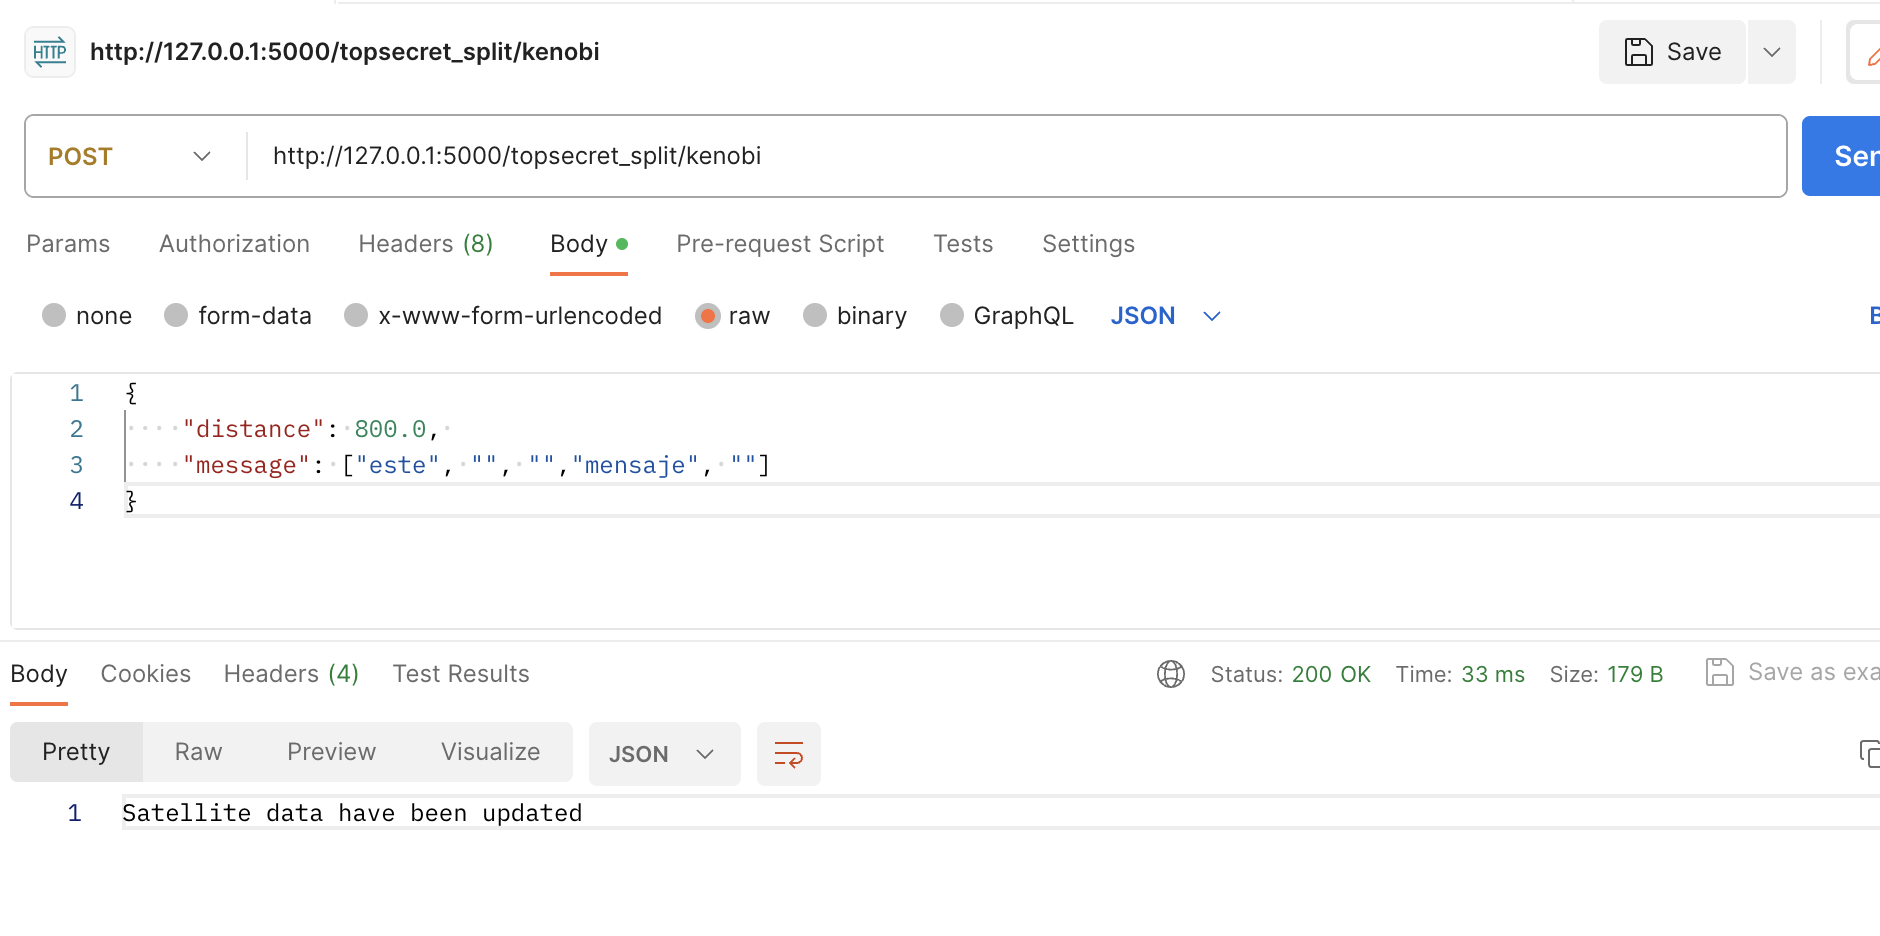 HTTP http://127.0.0.1:5000/topsecret_split/kenobi Save
POST http://127.0.0.1:5000/topsecret_split/kenobi Sen
Params Authorization Headers (8) Body Pre-request Script Tests Settings
none form-data x-www-form-urlencoded raw binary GraphQL JSON B
1 {
2 "distance": 800.0,
3 "message": ["este", "", "","mensaje", ""]
4 }
Body Cookies Headers (4) Test Results Status: 200 OK Time: 33 ms Size: 179 B Save as exa
Pretty Raw Preview Visualize JSON
1 Satellite data have been updated